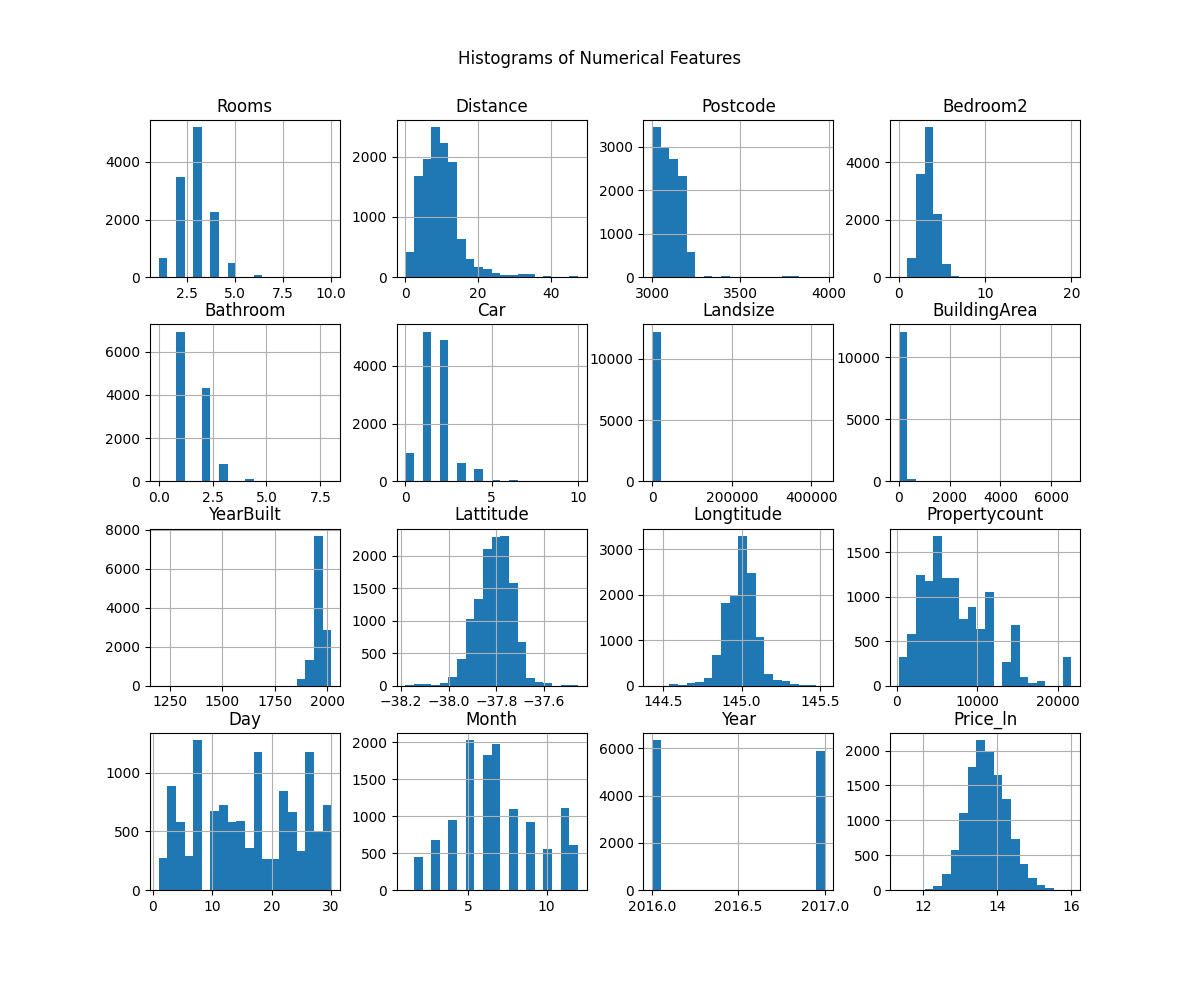 Histograms of Numerical Features
Rooms
4000
2000
0
2.5 5.0 7.5 10.0
Distance
2000
1000
0
0 20 40
Postcode
3000
2000
1000
0
3000 3500 4000
Bedroom2
4000
2000
0
0 10 20
Bathroom
6000
4000
2000
0
0.0 2.5 5.0 7.5
Car
4000
2000
0
0 5 10
Landsize
10000
5000
0
0 200000 400000
BuildingArea
10000
5000
0
0 2000 4000 6000
YearBuilt
8000
6000
4000
2000
0
1250 1500 1750 2000
Lattitude
2000
1500
1000
500
0
−38.2 −38.0 −37.8 −37.6
Longtitude
3000
2000
1000
0
144.5 145.0 145.5
Propertycount
1500
1000
500
0
0 10000 20000
Day
1000
500
0
0 10 20 30
Month
2000
1500
1000
500
0
5 10
Year
6000
4000
2000
0
2016.0 2016.5 2017.0
Price_ln
2000
1500
1000
500
0
12 14 16